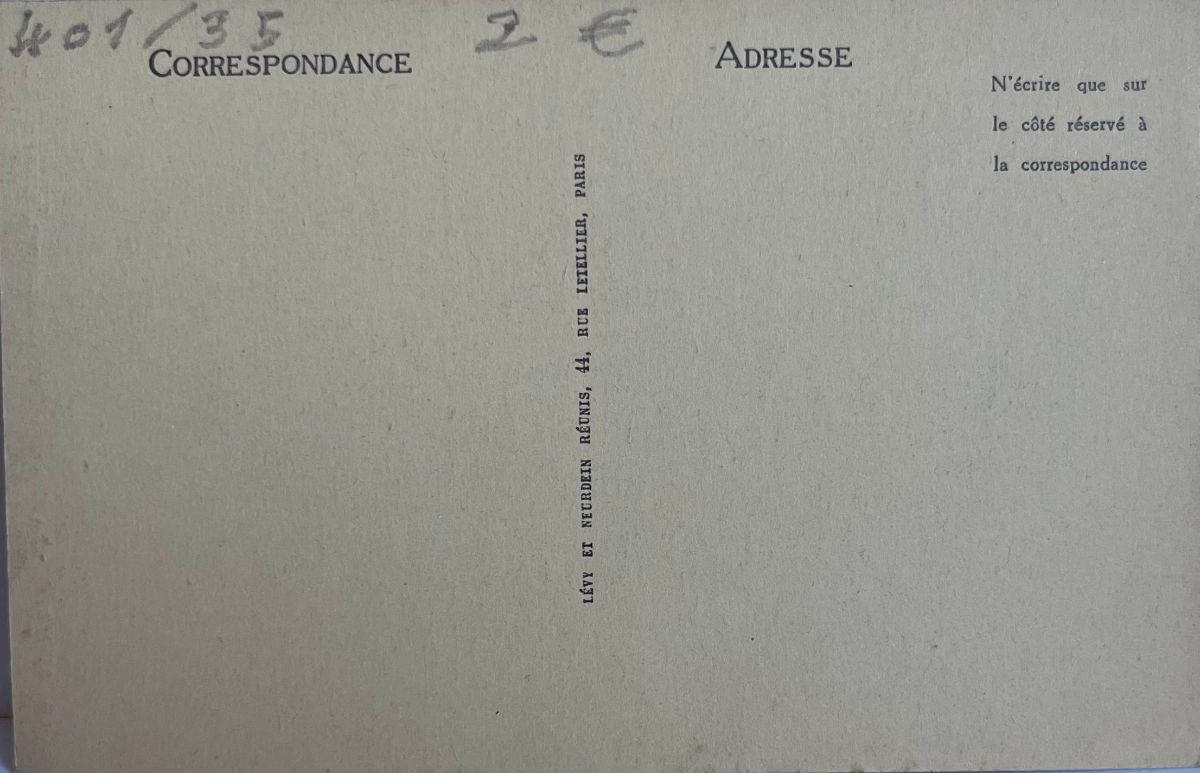 401/35 2 €
CORRESPONDANCE
ADRESSE
N'écrire que sur
le côté réservé à
la correspondance
LÉVY ET NEURDEIN RÉUNIS, 44, RUE LETELLIER, PARIS